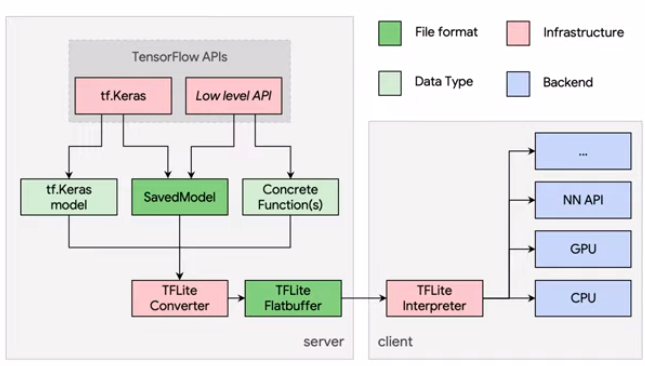 File format
Infrastructure
Data Type
Backend
TensorFlow APIs
tf.Keras
Low level API
tf.Keras
model
SavedModel
Concrete
Function(s)
TFLite
Converter
TFLite
Flatbuffer
server
TFLite
Interpreter
...
NN API
GPU
CPU
client